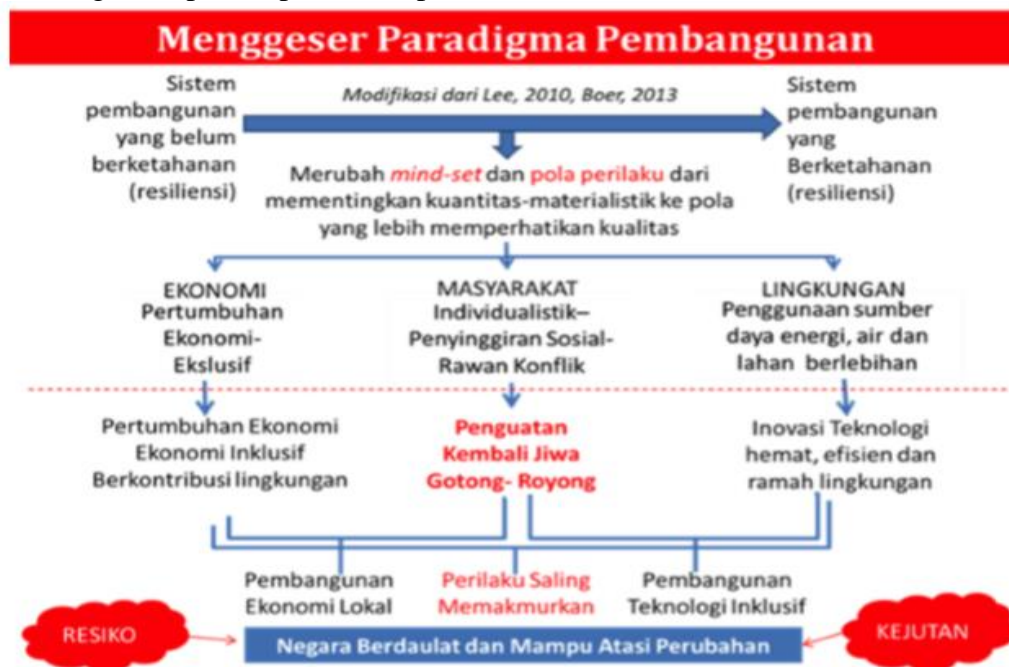 Menggeser Paradigma Pembangunan
Sistem
pembangunan
yang belum
berketahanan
(resiliensi)
Modifikasi dari Lee, 2010, Boer, 2013
Sistem
pembangunan
yang
Berketahanan
(resiliensi)
Merubah mind-set dan pola perilaku dari
mementingkan kuantitas-materialistik ke pola
yang lebih memperhatikan kualitas
EKONOMI
Pertumbuhan
Ekonomi-
Ekslusif
MASYARAKAT
Individualistik–
Penyinggiran Sosial-
Rawan Konflik
LINGKUNGAN
Penggunaan sumber
daya energi, air dan
lahan berlebihan
Pertumbuhan Ekonomi
Ekonomi Inklusif
Berkontribusi lingkungan
Penguatan
Kembali Jiwa
Gotong- Royong
Inovasi Teknologi
hemat, efisien dan
ramah lingkungan
Pembangunan
Ekonomi Lokal
Perilaku Saling
Memakmurkan
Pembangunan
Teknologi Inklusif
RESIKO
Negara Berdaulat dan Mampu Atasi Perubahan
KEJUTAN